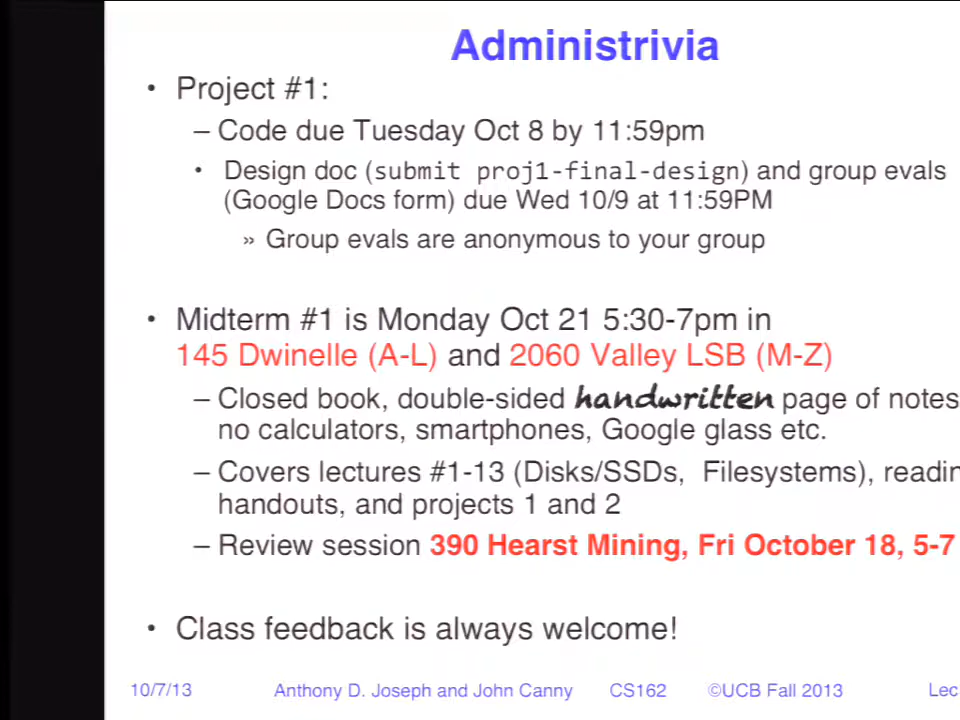 Administrivia
• Project #1:
– Code due Tuesday Oct 8 by 11:59pm
• Design doc (submit proj1-final-design) and group evals
(Google Docs form) due Wed 10/9 at 11:59PM
» Group evals are anonymous to your group
• Midterm #1 is Monday Oct 21 5:30-7pm in
145 Dwinelle (A-L) and 2060 Valley LSB (M-Z)
– Closed book, double-sided handwritten page of notes
no calculators, smartphones, Google glass etc.
– Covers lectures #1-13 (Disks/SSDs, Filesystems),
handouts, and projects 1 and 2
– Review session 390 Hearst Mining, Fri October 18, 5-7
• Class feedback is always welcome!
10/7/13 Anthony D. Joseph and John Canny CS162 ©UCB Fall 2013